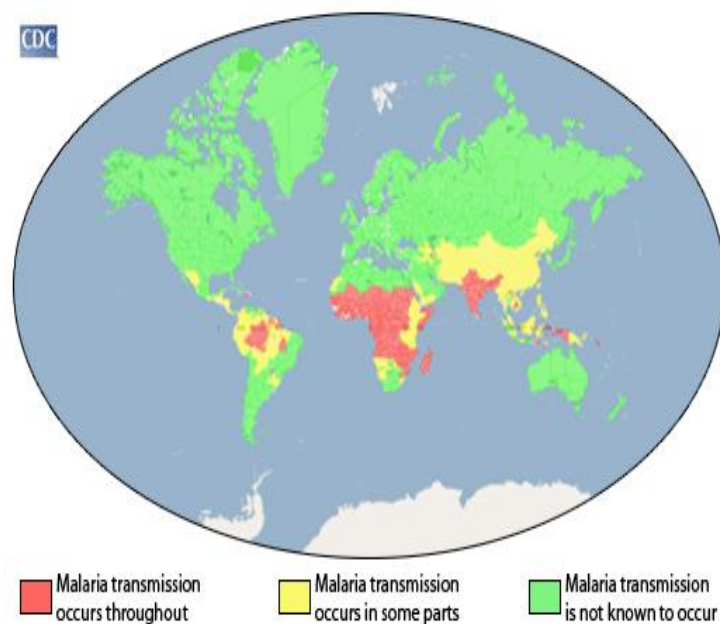 CDC
Malaria transmission
occurs throughout
Malaria transmission
occurs in some parts
Malaria transmission
is not known to occur